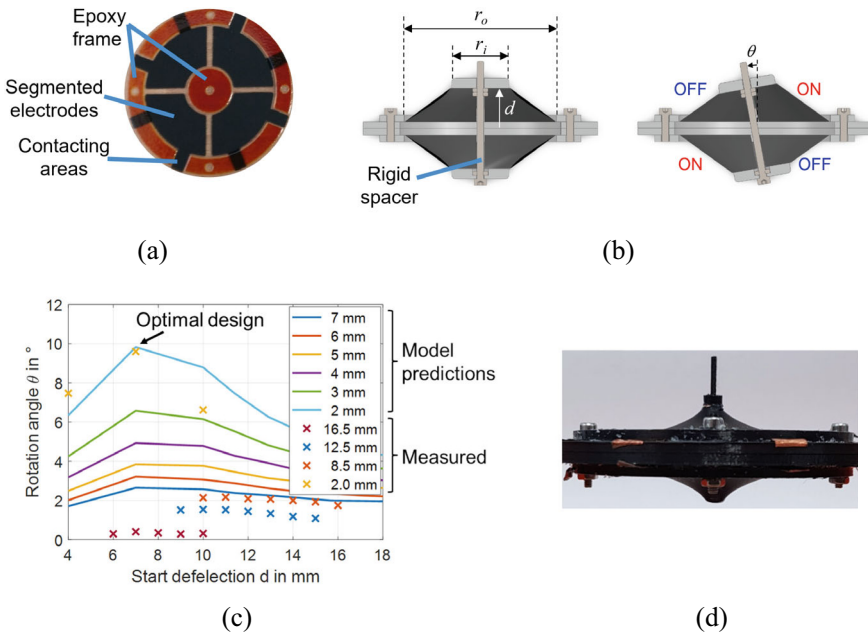 (a)
Epoxy
frame
Segmented
electrodes
Contacting
areas
(b)
r_o
r_i
d
Rigid
spacer
θ
OFF
ON
ON
OFF
(c)
12
10
8
6
4
2
0
4
6
8
10
12
14
16
18
Rotation angle θ in °
Start defelection d in mm
Optimal design
7 mm
6 mm
5 mm
4 mm
3 mm
2 mm
16.5 mm
12.5 mm
8.5 mm
2.0 mm
Model
predictions
Measured
(d)